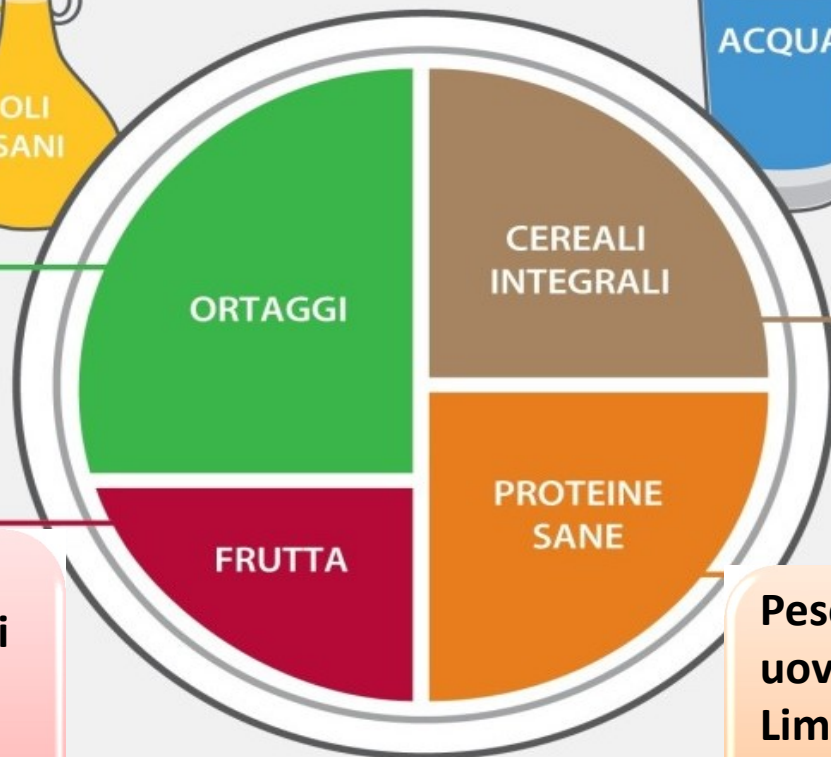 OLI
SANI
ACQUA
CEREALI
INTEGRALI
ORTAGGI
PROTEINE
SANE
FRUTTA
i